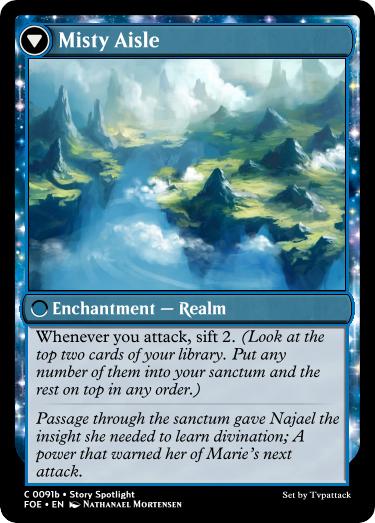 Misty Aisle
Enchantment — Realm
Whenever you attack, sift 2. (Look at the
top two cards of your library. Put any
number of them into your sanctum and the
rest on top in any order.)
Passage through the sanctum gave Najael the
insight she needed to learn divination; A
power that warned her of Marie's next
attack.
C 0091b • Story Spotlight
FOE • EN Nathanael Mortensen
Set by Tvpattack